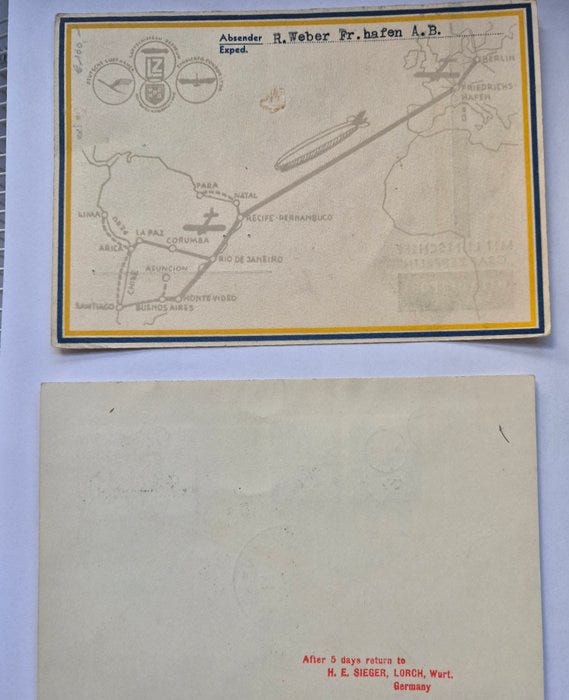 Absender R.Weber Fr.hafen A.B.
Exped.
LZ
BERLIN
FRIEDRICHS-
HAFEN
PARA
NATAL
LIMA
RECIFE-PERNAMBUCO
LA PAZ
ARICA
CORUMBA
RIO DE JANEIRO
ASUNCION
CHILE
MONTEVIDEO
SANTIAGO
BUENOS AIRES
After 5 days return to
H. E. SIEGER, LORCH, Wurt.
Germany